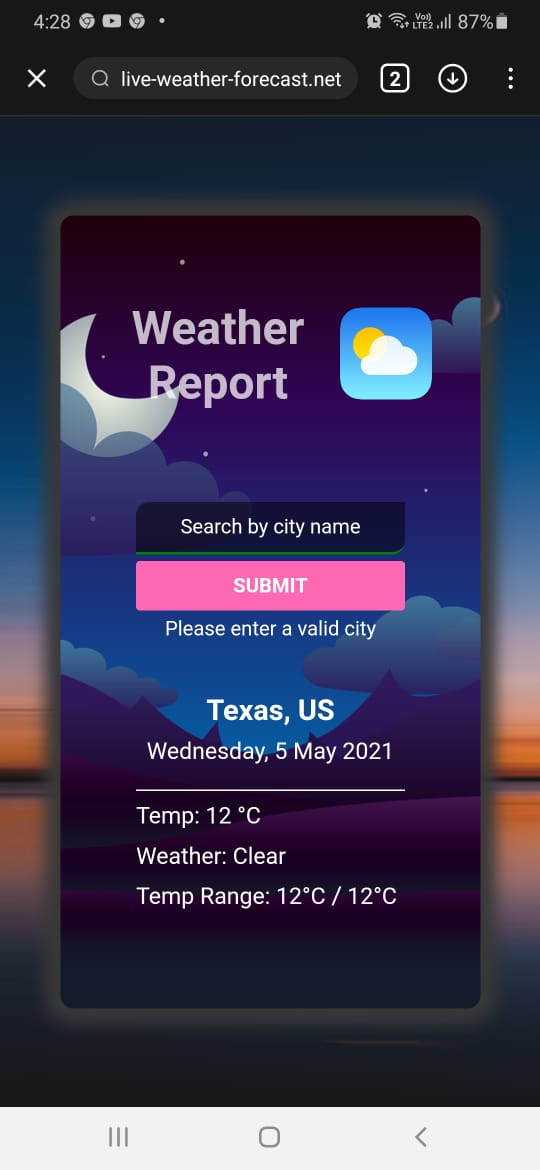 4:28
Vo)) LTE2 87%
live-weather-forecast.net
2
Weather
Report
Search by city name
SUBMIT
Please enter a valid city
Texas, US
Wednesday, 5 May 2021
Temp: 12 °C
Weather: Clear
Temp Range: 12°C / 12°C